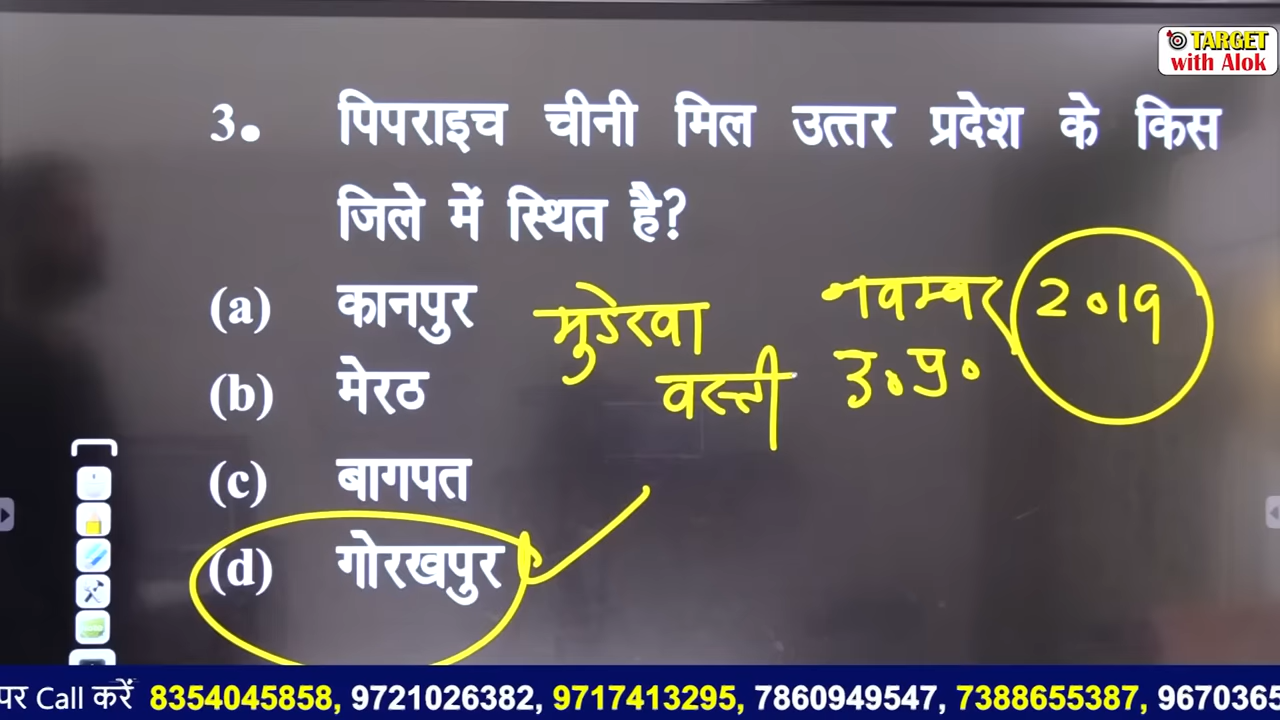 TARGET
with Alok
3. पिपराइच चीनी मिल उत्तर प्रदेश के किस
जिले में स्थित है?
(a) कानपुर
मुडेरवा
नवम्बर 2019
(b) मेरठ
वस्ती
उ.प्र.
(c) बागपत
(d) गोरखपुर
पर Call करें 8354045858, 9721026382, 9717413295, 7860949547, 7388655387, 9670365